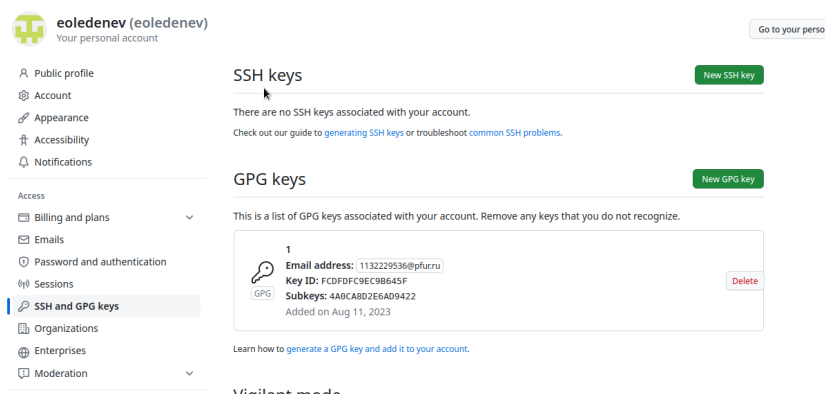 eoledenev (eoledenev)
Your personal account
Go to your perso
Public profile
Account
Appearance
Accessibility
Notifications
Access
Billing and plans
Emails
Password and authentication
Sessions
SSH and GPG keys
Organizations
Enterprises
Moderation
SSH keys
New SSH key
There are no SSH keys associated with your account.
Check out our guide to generating SSH keys or troubleshoot common SSH problems.
GPG keys
New GPG key
This is a list of GPG keys associated with your account. Remove any keys that you do not recognize.
GPG
1
Email address: 1132229536@pfur.ru
Key ID: FCDFDFC9EC9B645F
Subkeys: 4A0CA8D2E6AD9422
Added on Aug 11, 2023
Delete
Learn how to generate a GPG key and add it to your account.
Vigilant mode